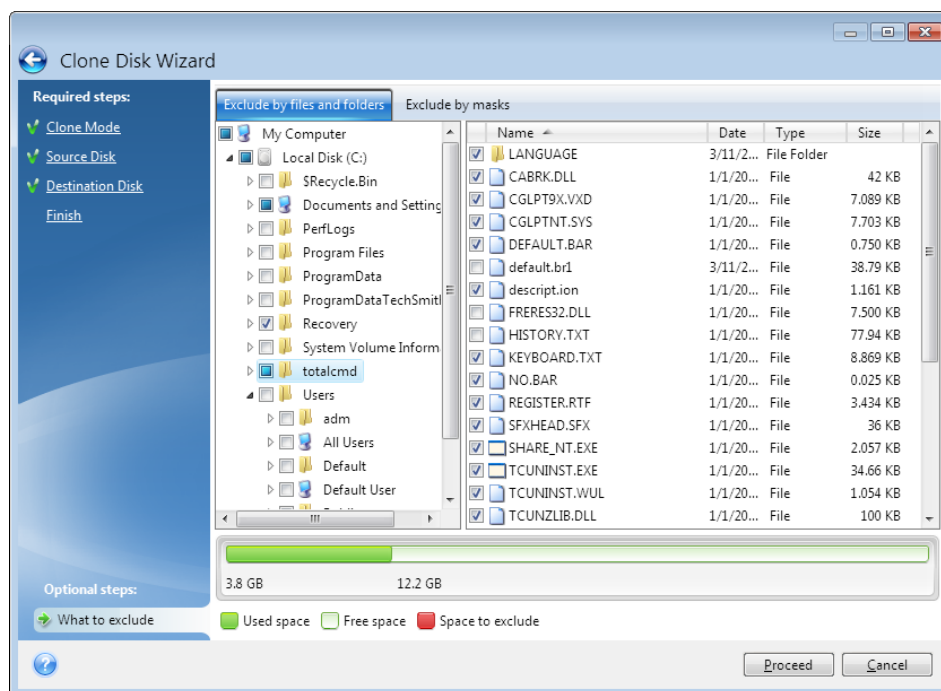 Clone Disk Wizard
Required steps:
Clone Mode
Source Disk
Destination Disk
Finish
Optional steps:
What to exclude
Exclude by files and folders
Exclude by masks
My Computer
Local Disk (C:)
$Recycle.Bin
Documents and Setting
PerfLogs
Program Files
ProgramData
ProgramDataTechSmitl
Recovery
System Volume Inform
totalcmd
Users
adm
All Users
Default
Default User
Name Date Type Size
LANGUAGE 3/11/2... File Folder
CABRK.DLL 1/1/20... File 42 KB
CGLPT9X.VXD 1/1/20... File 7.089 KB
CGLPTNT.SYS 1/1/20... File 7.703 KB
DEFAULT.BAR 1/1/20... File 0.750 KB
default.br1 3/11/2... File 38.79 KB
descript.ion 1/1/20... File 1.161 KB
FRERES32.DLL 1/1/20... File 7.500 KB
HISTORY.TXT 1/1/20... File 77.94 KB
KEYBOARD.TXT 1/1/20... File 8.869 KB
NO.BAR 1/1/20... File 0.025 KB
REGISTER.RTF 1/1/20... File 3.434 KB
SFXHEAD.SFX 1/1/20... File 36 KB
SHARE_NT.EXE 1/1/20... File 2.057 KB
TCUNINST.EXE 1/1/20... File 34.66 KB
TCUNINST.WUL 1/1/20... File 1.054 KB
TCUNZLIB.DLL 1/1/20... File 100 KB
3.8 GB 12.2 GB
Used space Free space Space to exclude
Proceed Cancel